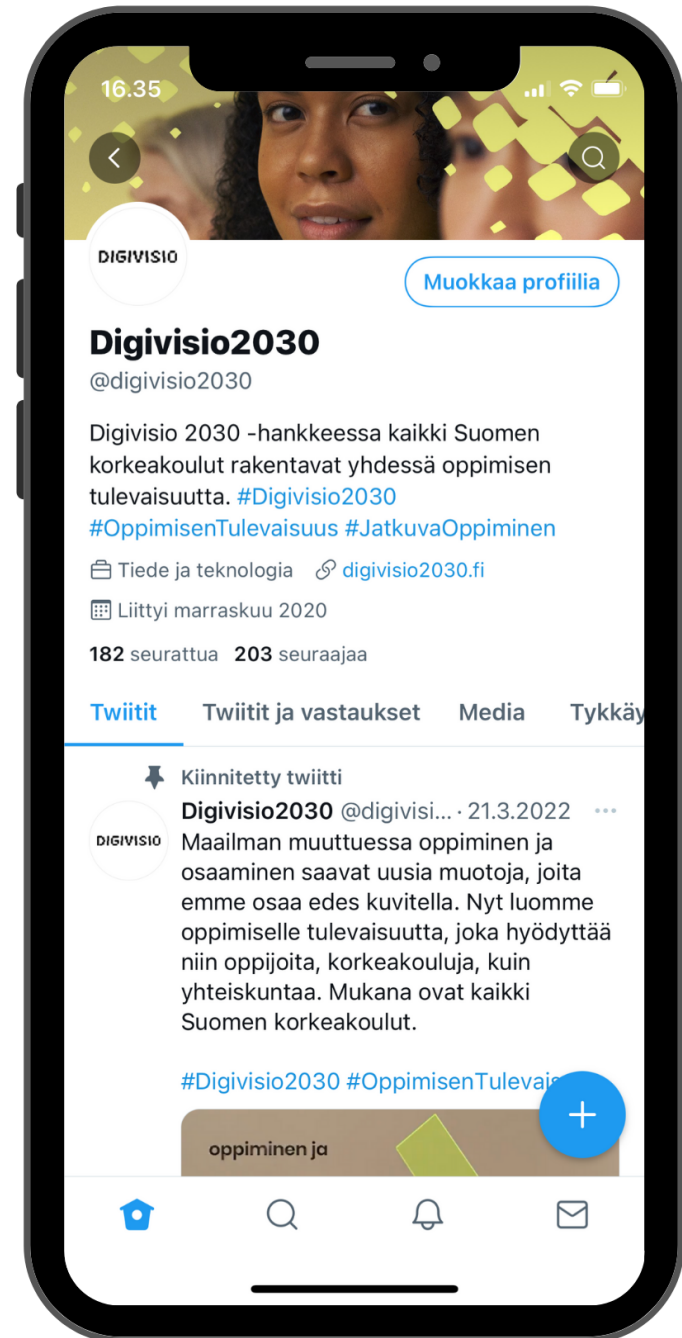 16.35
DIGIVISIO
Muokkaa profiilia
Digivisio2030
@digivisio2030
Digivisio 2030 -hankkeessa kaikki Suomen
korkeakoulut rakentavat yhdessä oppimisen
tulevaisuutta. #Digivisio2030
#OppimisenTulevaisuus #JatkuvaOppiminen
Tiede ja teknologia digivisio2030.fi
Liittyi marraskuu 2020
182 seurattua 203 seuraajaa
Twiitit Twiitit ja vastaukset Media Tykkäy
Kiinnitetty twiitti
Digivisio2030 @digivisi... · 21.3.2022 ...
DIGIVISIO
Maailman muuttuessa oppiminen ja
osaaminen saavat uusia muotoja, joita
emme osaa edes kuvitella. Nyt luomme
oppimiselle tulevaisuutta, joka hyödyttää
niin oppijoita, korkeakouluja, kuin
yhteiskuntaa. Mukana ovat kaikki
Suomen korkeakoulut.
#Digivisio2030 #OppimisenTulevais
oppiminen ja